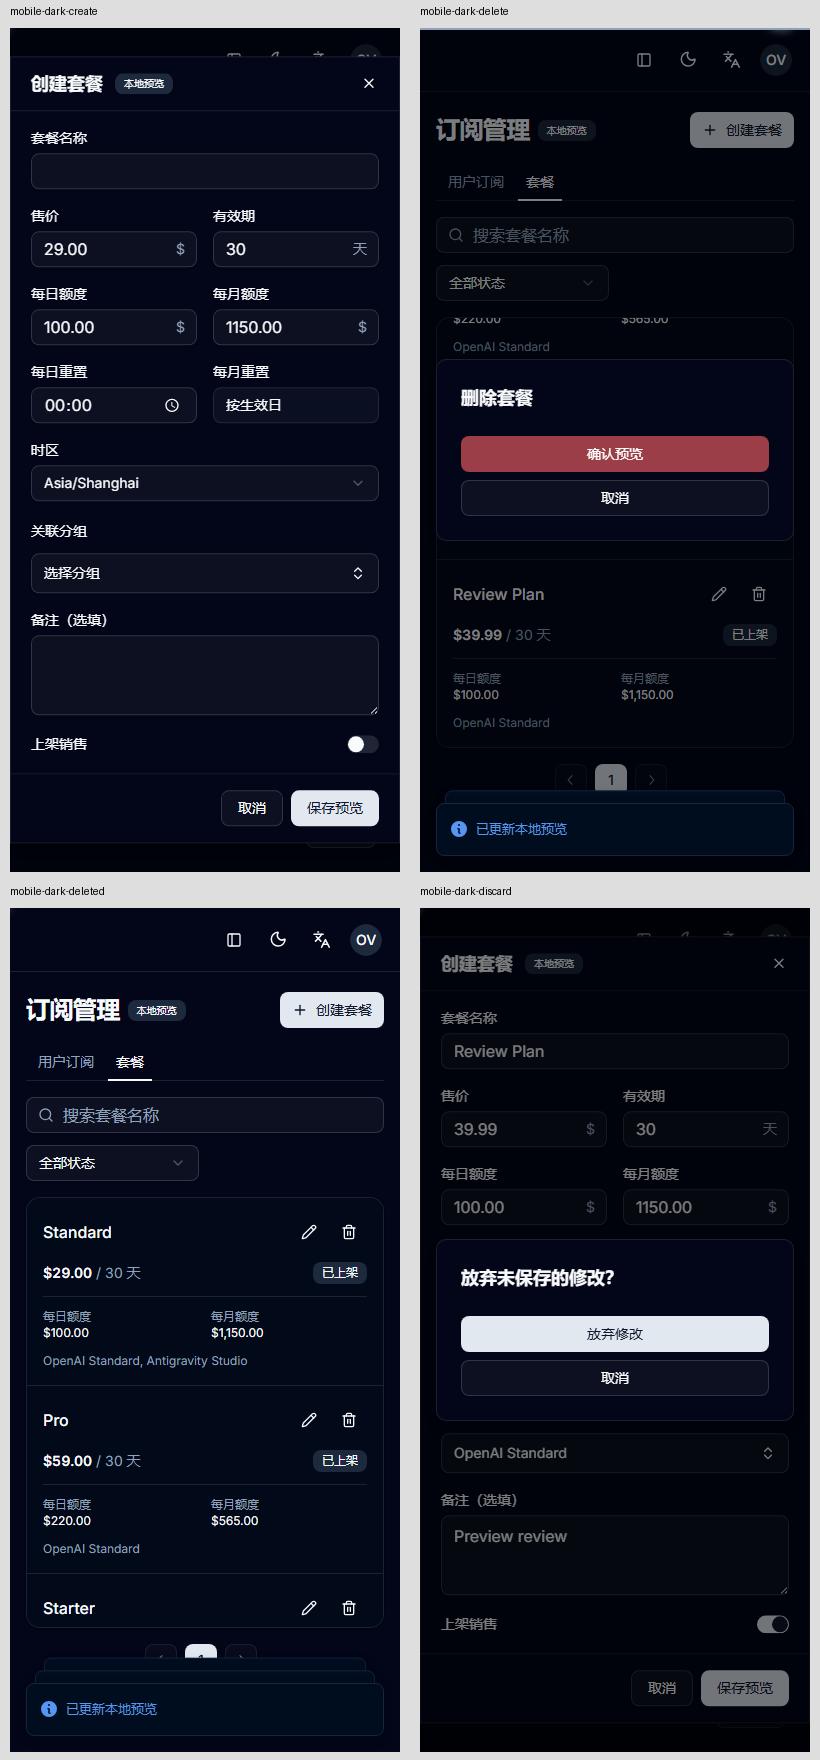 mobile-dark-create
创建套餐 本地预览
套餐名称
售价 有效期
29.00 $ 30 天
每日额度 每月额度
100.00 $ 1150.00 $
每日重置 每月重置
00:00 按生效日
时区
Asia/Shanghai
关联分组
选择分组
备注（选填）
上架销售
取消 保存预览
mobile-dark-delete
OV
订阅管理 本地预览 创建套餐
用户订阅 套餐
搜索套餐名称
全部状态
$220.00 $565.00
OpenAI Standard
删除套餐
确认预览
取消
Review Plan
$39.99 / 30 天 已上架
每日额度 每月额度
$100.00 $1,150.00
OpenAI Standard
1
已更新本地预览
mobile-dark-deleted
OV
订阅管理 本地预览 创建套餐
用户订阅 套餐
搜索套餐名称
全部状态
Standard
$29.00 / 30 天 已上架
每日额度 每月额度
$100.00 $1,150.00
OpenAI Standard, Antigravity Studio
Pro
$59.00 / 30 天 已上架
每日额度 每月额度
$220.00 $565.00
OpenAI Standard
Starter
已更新本地预览
mobile-dark-discard
创建套餐 本地预览
套餐名称
Review Plan
售价 有效期
39.99 $ 30 天
每日额度 每月额度
100.00 $ 1150.00 $
放弃未保存的修改？
放弃修改
取消
OpenAI Standard
备注（选填）
Preview review
上架销售
取消 保存预览